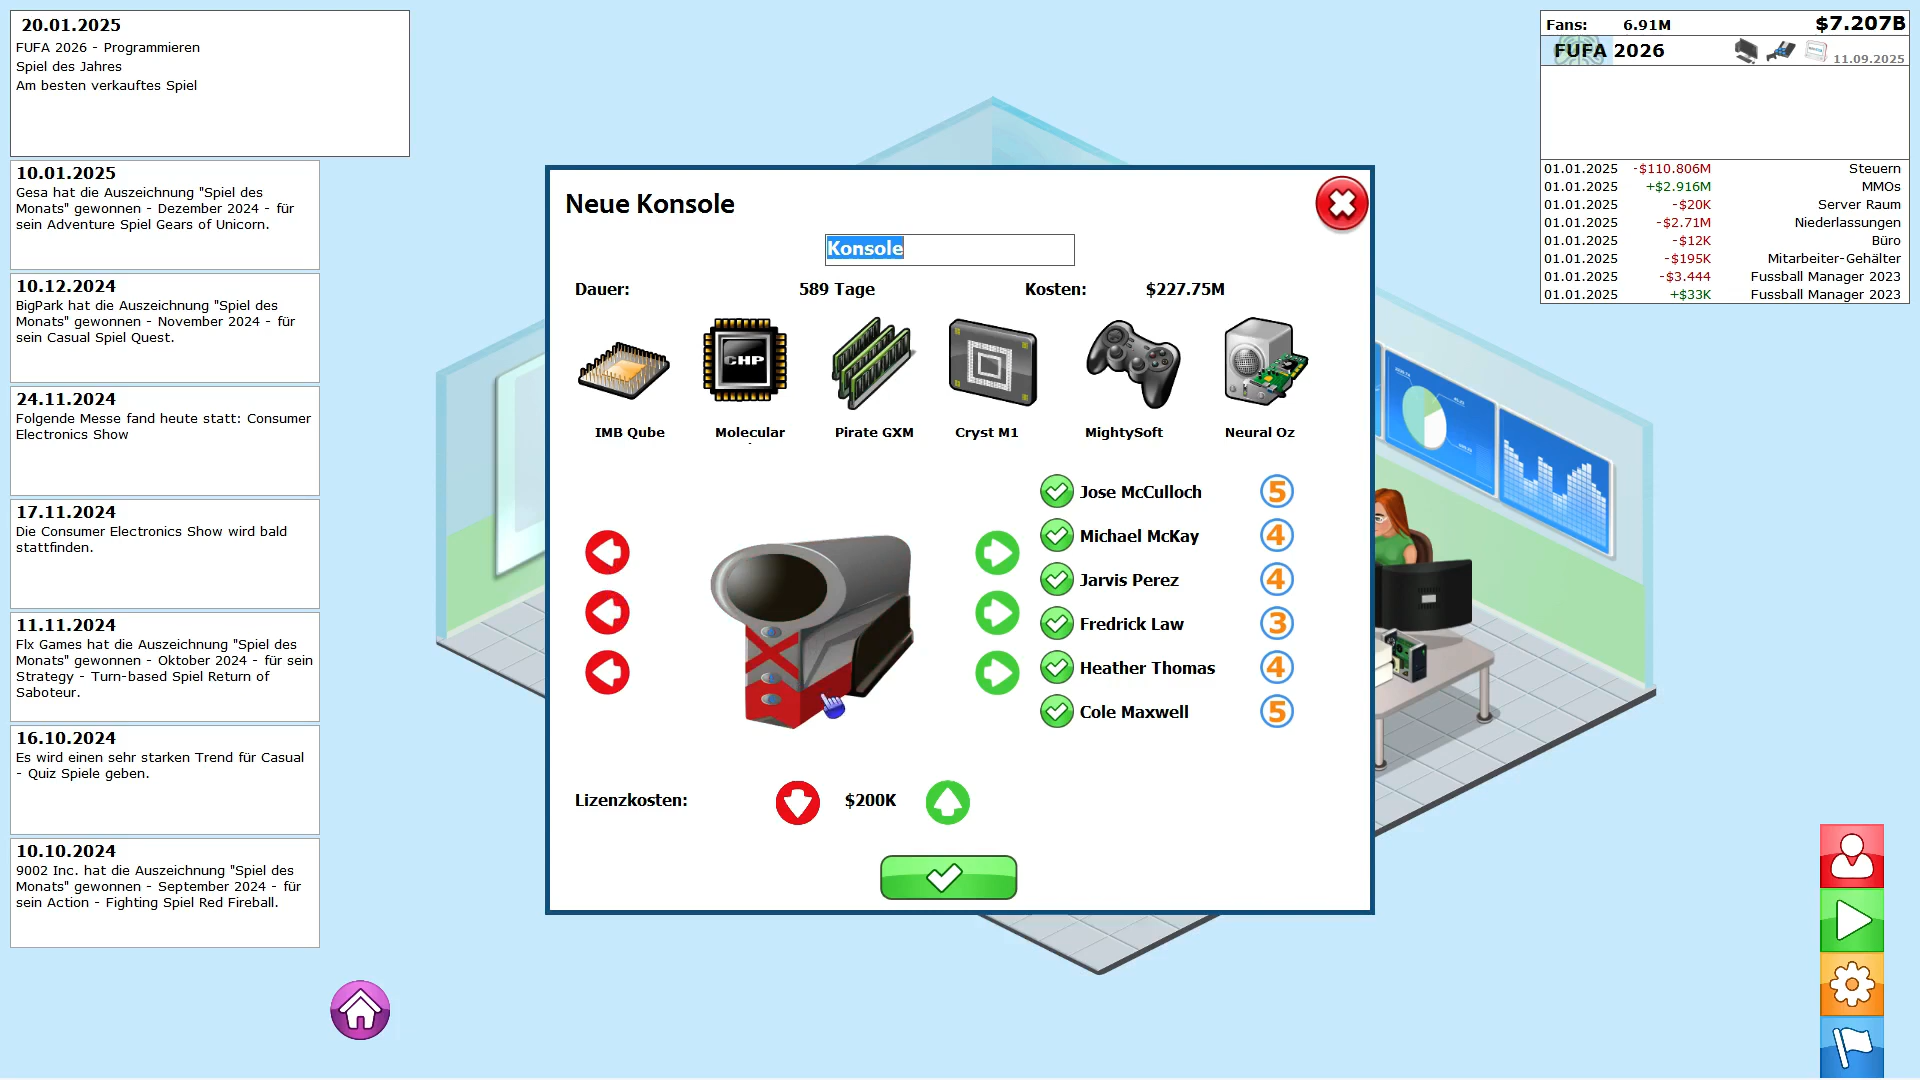 20.01.2025
FUFA 2026 - Programmieren
Spiel des Jahres
Am besten verkauftes Spiel
10.01.2025
Gesa hat die Auszeichnung "Spiel des
Monats" gewonnen - Dezember 2024 - für
sein Adventure Spiel Gears of Unicorn.
10.12.2024
BigPark hat die Auszeichnung "Spiel des
Monats" gewonnen - November 2024 - für
sein Casual Spiel Quest.
24.11.2024
Folgende Messe fand heute statt: Consumer
Electronics Show
17.11.2024
Die Consumer Electronics Show wird bald
stattfinden.
11.11.2024
Flx Games hat die Auszeichnung "Spiel des
Monats" gewonnen - Oktober 2024 - für sein
Strategy - Turn-based Spiel Return of
Saboteur.
16.10.2024
Es wird einen sehr starken Trend für Casual
- Quiz Spiele geben.
10.10.2024
9002 Inc. hat die Auszeichnung "Spiel des
Monats" gewonnen - September 2024 - für
sein Action - Fighting Spiel Red Fireball.
Neue Konsole
Konsole
Dauer: 589 Tage Kosten: $227.75M
CHP
IMB Qube Molecular Pirate GXM Cryst M1 MightySoft Neural Oz
Jose McCulloch 5
Michael McKay 4
Jarvis Perez 4
Fredrick Law 3
Heather Thomas 4
Cole Maxwell 5
Lizenzkosten: $200K
Fans: 6.91M $7.207B
FUFA 2026 11.09.2025
01.01.2025 -$110.806M Steuern
01.01.2025 +$2.916M MMOs
01.01.2025 -$20K Server Raum
01.01.2025 -$2.71M Niederlassungen
01.01.2025 -$12K Büro
01.01.2025 -$195K Mitarbeiter-Gehälter
01.01.2025 -$3.444 Fussball Manager 2023
01.01.2025 +$33K Fussball Manager 2023